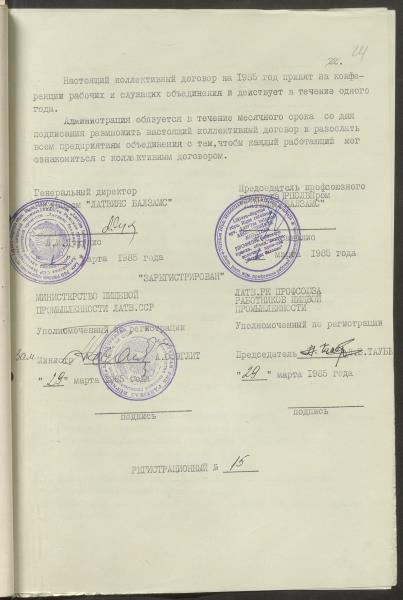 22. 24
Настоящий коллективный договор на 1985 год принят на конфе-
ренции рабочих и служащих объединения и действует в течение одного
года.
Администрация обязуется в течение месячного срока со дня
подписания размножить настоящий коллективный договор и разослать
всем предприятиям объединения с тем,чтобы каждый работающий мог
ознакомиться с коллективным договором.
Генеральный директор Председатель профсоюзного
"ЛАТВИЯС БАЛЗАМС" БАЛЗАМС"
марта 1985 марта 1985
"ЗАРЕГИСТРИРОВАН"
МИНИСТЕРСТВО ПИЩЕВОЙ ЛАТВ.РК ПРОФСОЮЗА
ПРОМЫШЛЕННОСТИ ЛАТВ.ССР РАБОТНИКОВ ПИЩЕВОЙ
ПРОМЫШЛЕННОСТИ
Уполномоченный по регистрации Уполномоченный по регистрации
Зам. Министр Председатель
"29" марта 1985 года "29" марта 1985 года
подпись подпись
РЕГИСТРАЦИОННЫЙ № 15